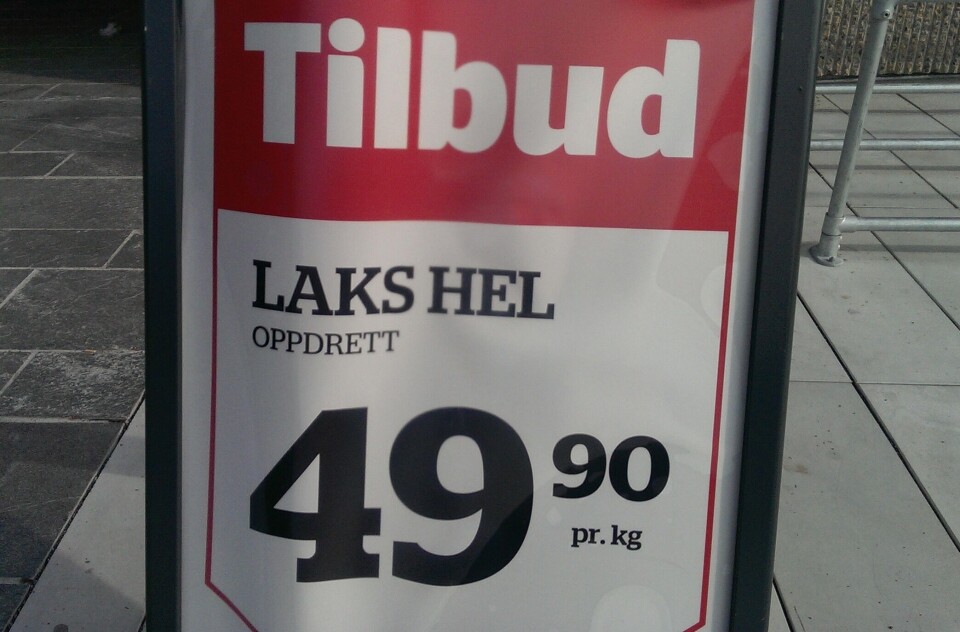 Tilbud
LAKS HEL
OPPDRETT
49 90
pr. kg